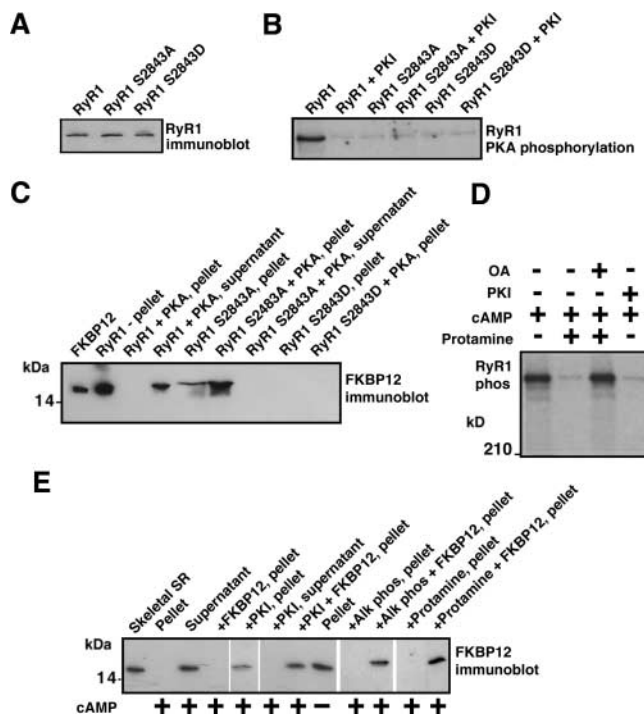 A
RyR1
RyR1 S2843A
RyR1 S2843D
RyR1
immunoblot
B
RyR1
RyR1 + PKI
RyR1 S2843A
RyR1 S2843A + PKI
RyR1 S2843D
RyR1 S2843D + PKI
RyR1
PKA phosphorylation
C
FKBP12
RyR1 - pellet
RyR1 + PKA, pellet
RyR1 + PKA, supernatant
RyR1 S2843A, pellet
RyR1 S2483A + PKA, pellet
RyR1 S2843A + PKA, supernatant
RyR1 S2843D, pellet
RyR1 S2843D + PKA, pellet
kDa
14
FKBP12
immunoblot
D
OA - - + -
PKI - - - +
cAMP + + + +
Protamine - + + -
RyR1
phos
kD
210
E
Skeletal SR
Pellet
Supernatant
+FKBP12, pellet
+PKI, pellet
+PKI, supernatant
+PKI + FKBP12, pellet
Pellet
+Alk phos, pellet
+Alk phos + FKBP12, pellet
+Protamine, pellet
+Protamine + FKBP12, pellet
kDa
14
FKBP12
immunoblot
cAMP + + + + + + - + + + +